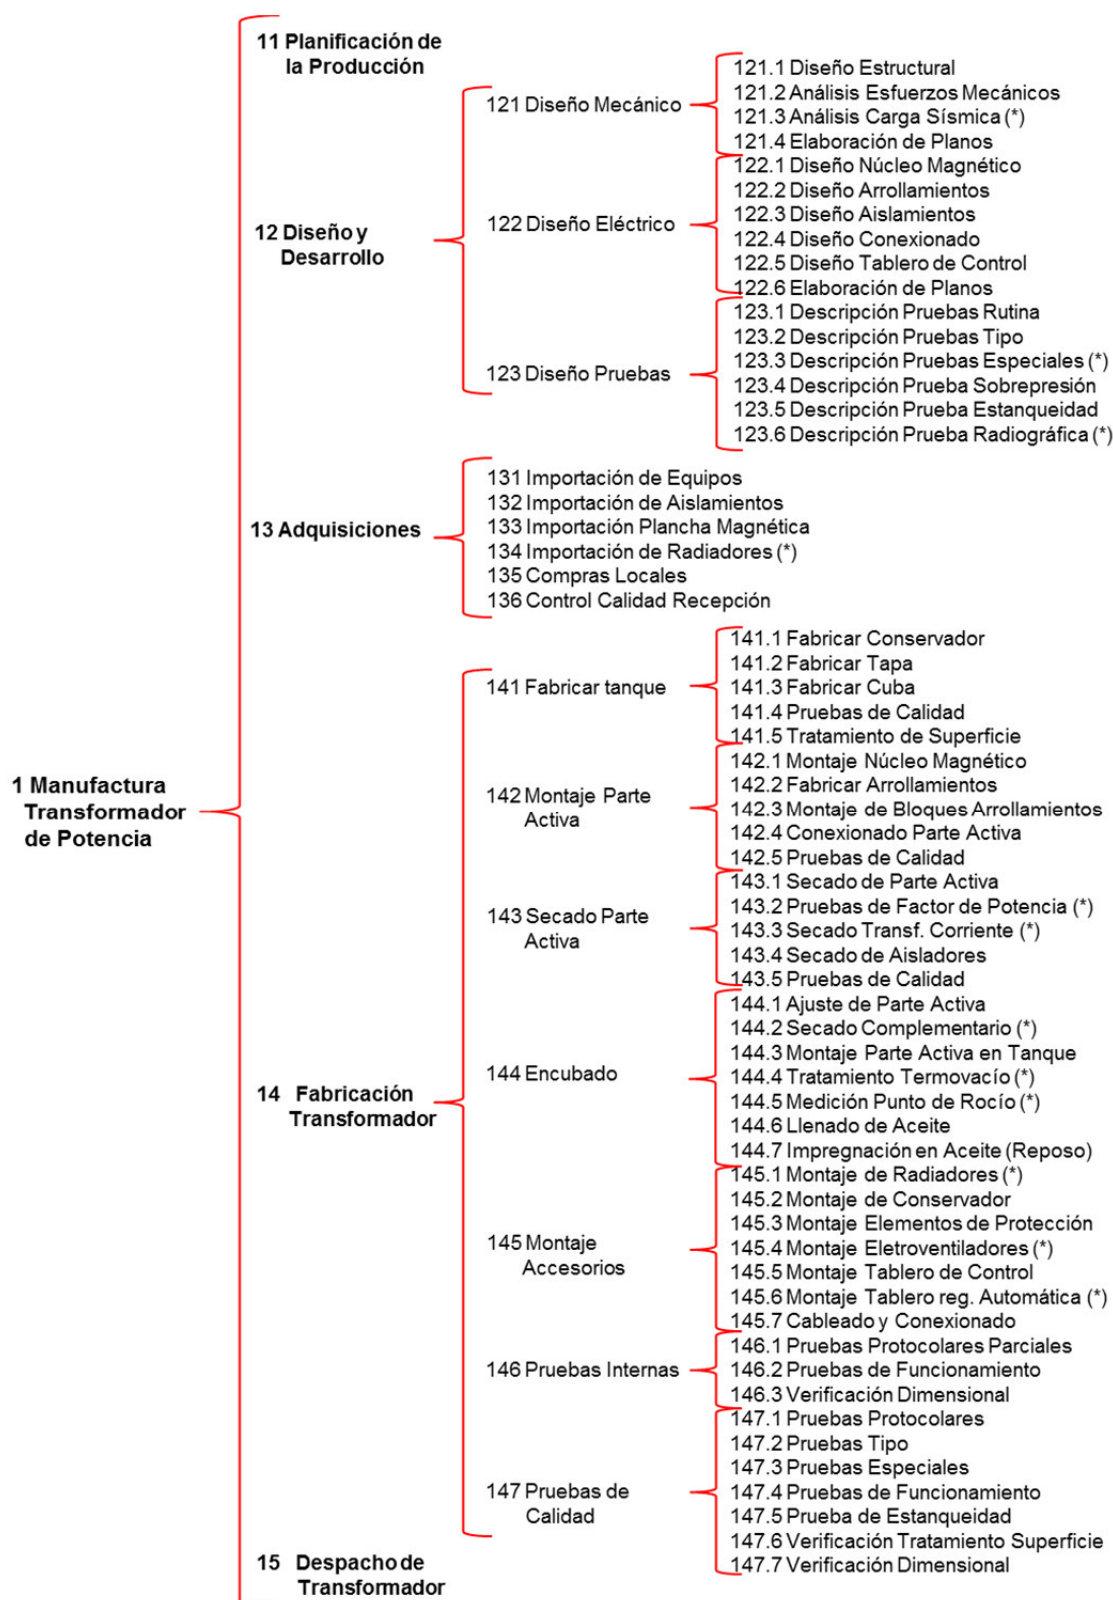 1 Manufactura
Transformador
de Potencia
11 Planificación de
la Producción
12 Diseño y
Desarrollo
121 Diseño Mecánico
121.1 Diseño Estructural
121.2 Análisis Esfuerzos Mecánicos
121.3 Análisis Carga Sísmica (*)
121.4 Elaboración de Planos
122 Diseño Eléctrico
122.1 Diseño Núcleo Magnético
122.2 Diseño Arrollamientos
122.3 Diseño Aislamientos
122.4 Diseño Conexionado
122.5 Diseño Tablero de Control
122.6 Elaboración de Planos
123 Diseño Pruebas
123.1 Descripción Pruebas Rutina
123.2 Descripción Pruebas Tipo
123.3 Descripción Pruebas Especiales (*)
123.4 Descripción Prueba Sobrepresión
123.5 Descripción Prueba Estanqueidad
123.6 Descripción Prueba Radiográfica (*)
13 Adquisiciones
131 Importación de Equipos
132 Importación de Aislamientos
133 Importación Plancha Magnética
134 Importación de Radiadores (*)
135 Compras Locales
136 Control Calidad Recepción
14 Fabricación
Transformador
141 Fabricar tanque
141.1 Fabricar Conservador
141.2 Fabricar Tapa
141.3 Fabricar Cuba
141.4 Pruebas de Calidad
141.5 Tratamiento de Superficie
142 Montaje Parte
Activa
142.1 Montaje Núcleo Magnético
142.2 Fabricar Arrollamientos
142.3 Montaje de Bloques Arrollamientos
142.4 Conexionado Parte Activa
142.5 Pruebas de Calidad
143 Secado Parte
Activa
143.1 Secado de Parte Activa
143.2 Pruebas de Factor de Potencia (*)
143.3 Secado Transf. Corriente (*)
143.4 Secado de Aisladores
143.5 Pruebas de Calidad
144 Encubado
144.1 Ajuste de Parte Activa
144.2 Secado Complementario (*)
144.3 Montaje Parte Activa en Tanque
144.4 Tratamiento Termovacío (*)
144.5 Medición Punto de Rocío (*)
144.6 Llenado de Aceite
144.7 Impregnación en Aceite (Reposo)
145 Montaje
Accesorios
145.1 Montaje de Radiadores (*)
145.2 Montaje de Conservador
145.3 Montaje Elementos de Protección
145.4 Montaje Eletroventiladores (*)
145.5 Montaje Tablero de Control
145.6 Montaje Tablero reg. Automática (*)
145.7 Cableado y Conexionado
146 Pruebas Internas
146.1 Pruebas Protocolares Parciales
146.2 Pruebas de Funcionamiento
146.3 Verificación Dimensional
147 Pruebas de
Calidad
147.1 Pruebas Protocolares
147.2 Pruebas Tipo
147.3 Pruebas Especiales
147.4 Pruebas de Funcionamiento
147.5 Prueba de Estanqueidad
147.6 Verificación Tratamiento Superficie
147.7 Verificación Dimensional
15 Despacho de
Transformador